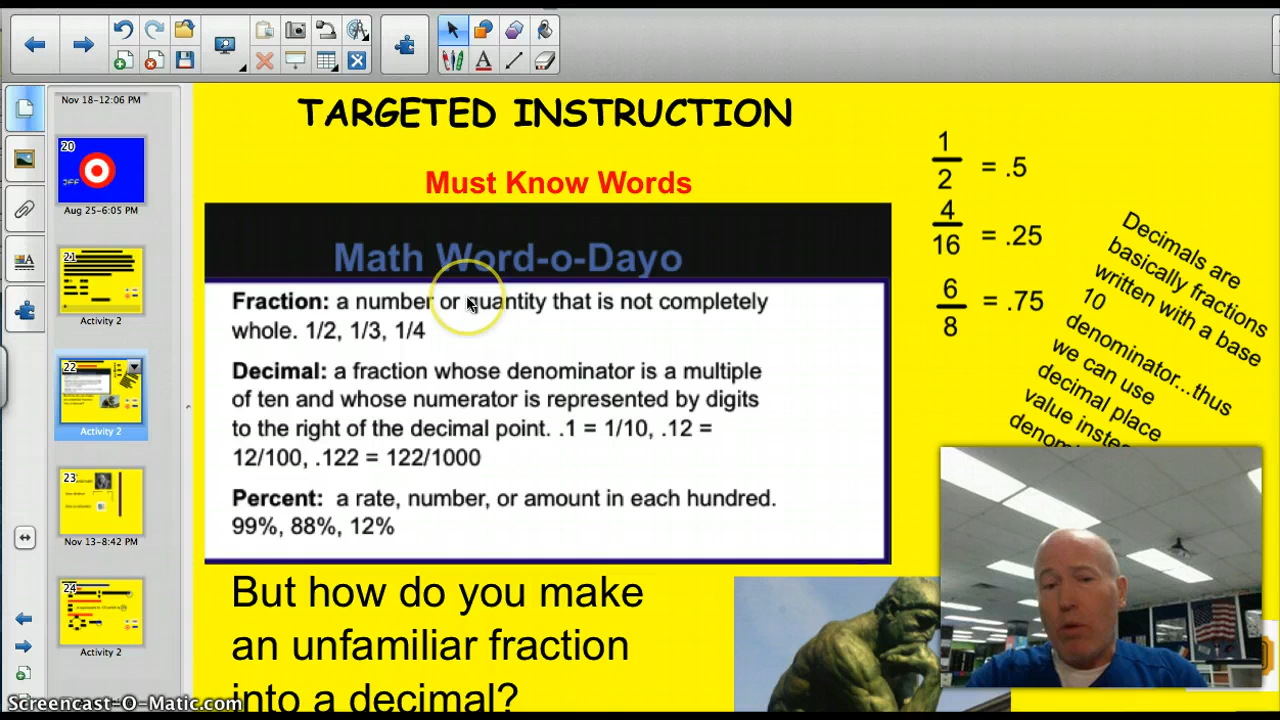 Nov 18-12:06 PM
20
OFF
Aug 25-6:05 PM
21
Activity 2
22
Activity 2
23
Nov 13-8:42 PM
24
Activity 2
TARGETED INSTRUCTION
Must Know Words
Math Word-o-Dayo
Fraction: a number or quantity that is not completely
whole. 1/2, 1/3, 1/4
Decimal: a fraction whose denominator is a multiple
of ten and whose numerator is represented by digits
to the right of the decimal point. .1 = 1/10, .12 =
12/100, .122 = 122/1000
Percent: a rate, number, or amount in each hundred.
99%, 88%, 12%
But how do you make
an unfamiliar fraction
into a decimal?
1
2
= .5
4
16
= .25
6
8
= .75
Decimals are
basically fractions
written with a base
10
denominator...thus
we can use
decimal place
value
Screencast-O-Matic.com